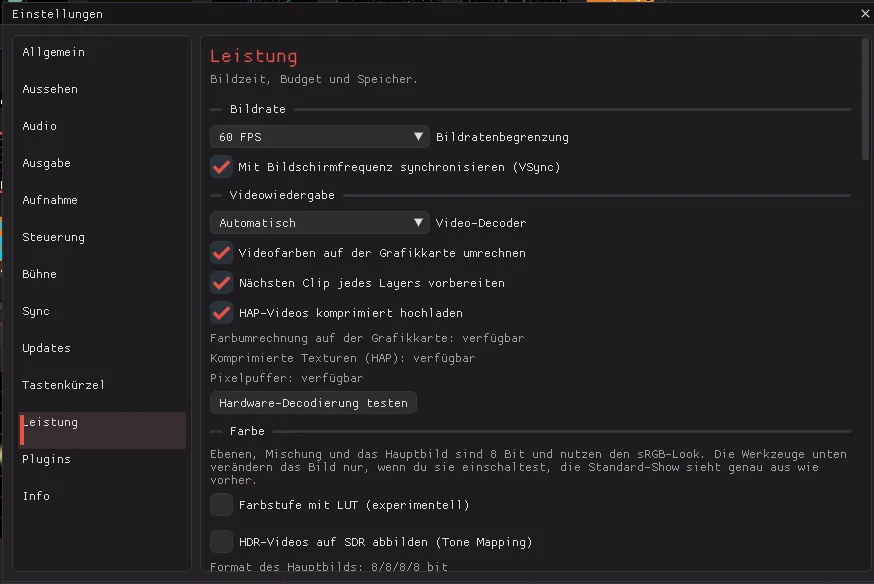 Einstellungen
Allgemein
Aussehen
Audio
Ausgabe
Aufnahme
Steuerung
Bühne
Sync
Updates
Tastenkürzel
Leistung
Plugins
Info
Leistung
Bildzeit, Budget und Speicher.
Bildrate
60 FPS
Bildratenbegrenzung
Mit Bildschirmfrequenz synchronisieren (VSync)
Videowiedergabe
Automatisch
Video-Decoder
Videofarben auf der Grafikkarte umrechnen
Nächsten Clip jedes Layers vorbereiten
HAP-Videos komprimiert hochladen
Farbumrechnung auf der Grafikkarte: verfügbar
Komprimierte Texturen (HAP): verfügbar
Pixelpuffer: verfügbar
Hardware-Decodierung testen
Farbe
Ebenen, Mischung und das Hauptbild sind 8 Bit und nutzen den sRGB-Look. Die Werkzeuge unten
verändern das Bild nur, wenn du sie einschaltest, die Standard-Show sieht genau aus wie
vorher.
Farbstufe mit LUT (experimentell)
HDR-Videos auf SDR abbilden (Tone Mapping)
Format des Hauptbilds: 8/8/8/8 bit